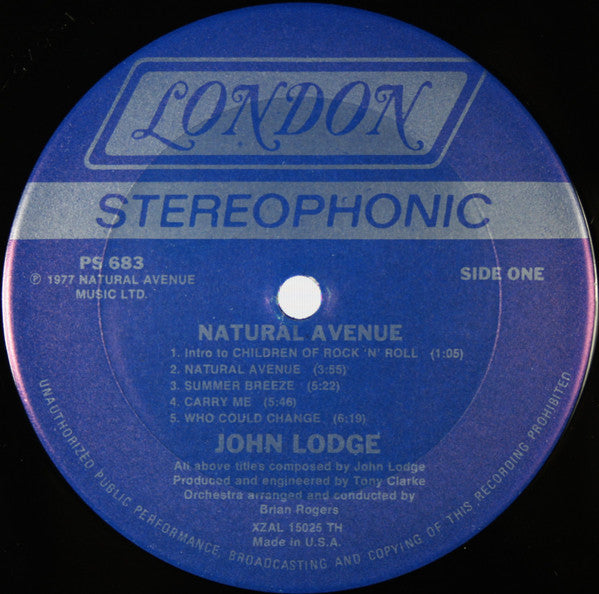 LONDON
STEREOPHONIC
PS 683
℗ 1977 NATURAL AVENUE
MUSIC LTD.
SIDE ONE
NATURAL AVENUE
1. Intro to CHILDREN OF ROCK 'N' ROLL (1:05)
2. NATURAL AVENUE (3:55)
3. SUMMER BREEZE (5:22)
4. CARRY ME (5:46)
5. WHO COULD CHANGE (6:19)
JOHN LODGE
All above titles composed by John Lodge
Produced and engineered by Tony Clarke
Orchestra arranged and conducted by
Brian Rogers
XZAL 15025 TH
Made in U.S.A.
UNAUTHORIZED PUBLIC PERFORMANCE, BROADCASTING AND COPYING OF THIS RECORDING PROHIBITED